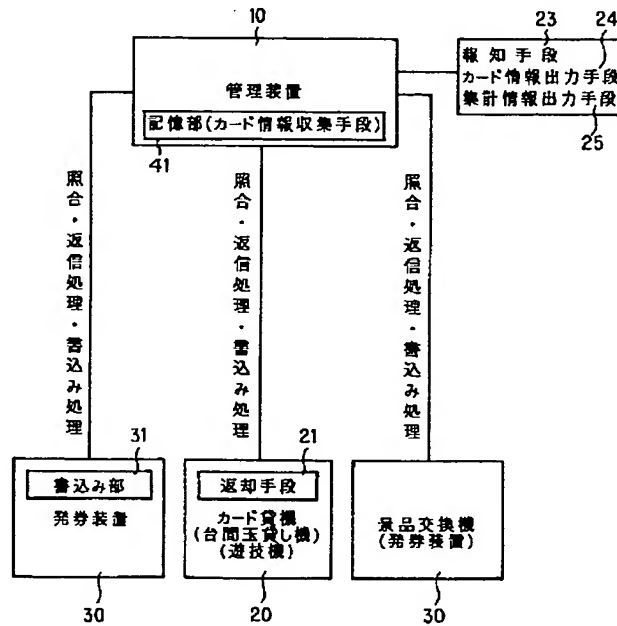 10
管理装置
記憶部(カード情報収集手段)
41
23
24
報知手段
カード情報出力手段
集計情報出力手段
25
照合・返信処理・書込み処理
照合・返信処理・書込み処理
照合・返信処理・書込み処理
31
書込み部
発券装置
30
21
返却手段
カード貸機
(台間玉貸し機)
(遊技機)
20
景品交換機
(発券装置)
30